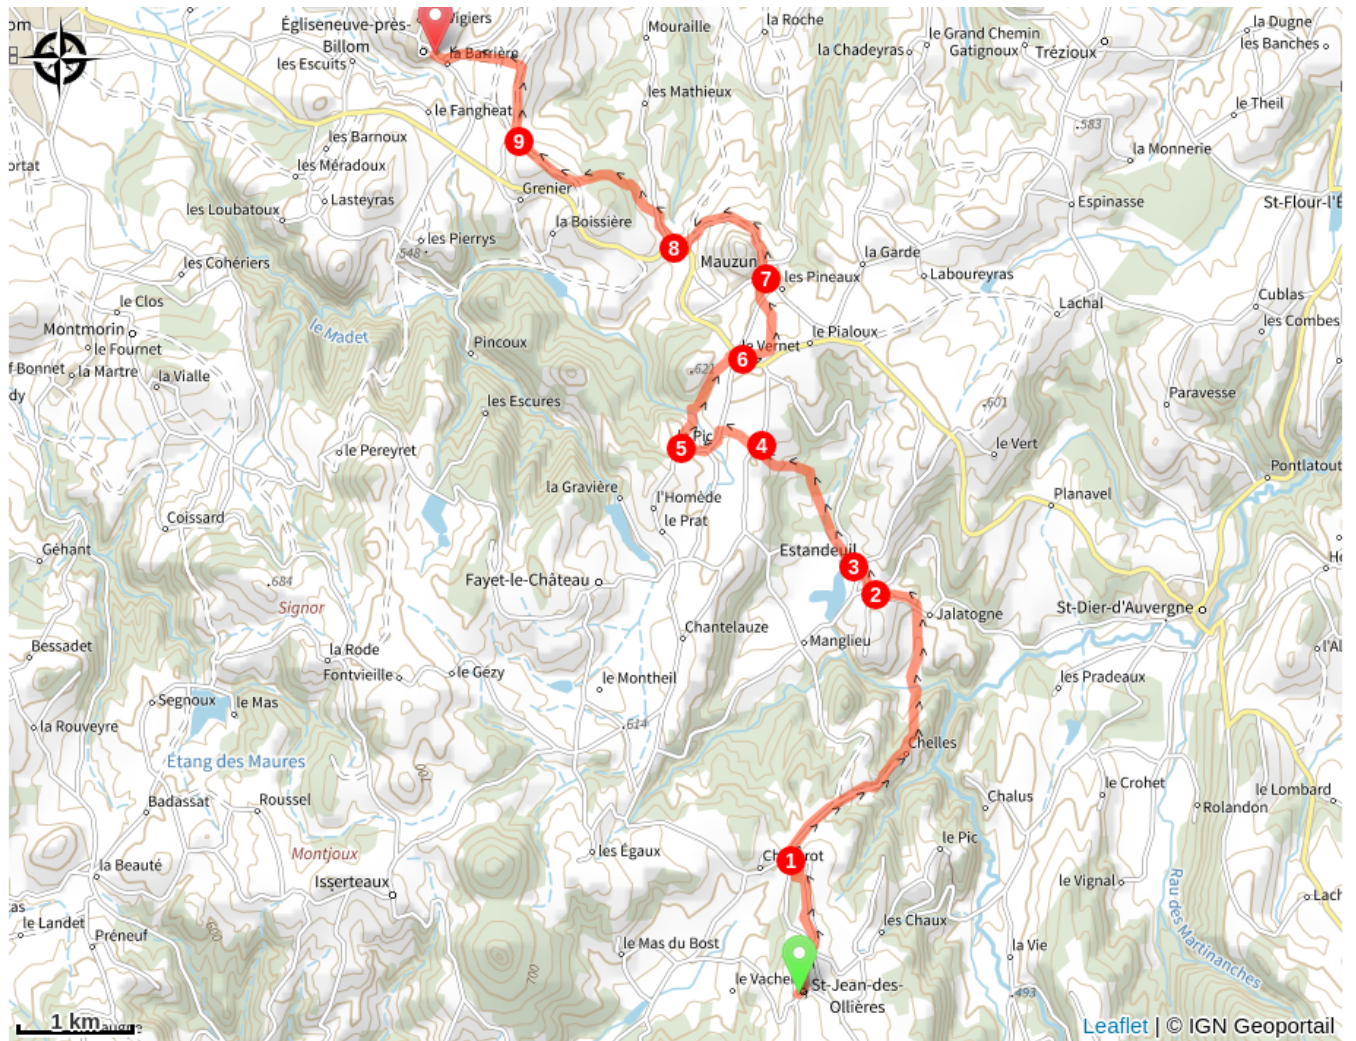 om
Égliseneuve-près-
Billom
Vigiers
la Barrière
les Escuits
le Fangheat
Mouraille
la Roche
la Chadeyras
le Grand Chemin
Gatignoux
Trézioux
la Dugne
les Banches
les Mathieux
le Theil
583
la Monnerie
les Barnoux
les Méradoux
ortat
9
Grenier
Lasteyras
les Loubatoux
la Boissière
Espinasse
St-Flour-l'É
les Pierrys
548
8
Mauzun
7
les Pineaux
la Garde
Laboureyras
les Cohériers
le Clos
Montmorin
le Madet
Lachal
Cublas
les Combes
le Fournet
Pincoux
le Vernet
6
le Pialoux
f-Bonnet
la Martre
la Vialle
dy
621
les Escures
601
Paravesse
le Pereyret
Pic
5
4
le Vert
Pontlatout
la Gravière
l'Homède
le Prat
Planavel
Coissard
Géhant
Estandeuil
3
2
684
Signor
Fayet-le-Château
Jalatogne
St-Dier-d'Auvergne
Chantelauze
Manglieu
Bessadet
la Rode
Fontvieille
le Gézy
le Montheil
les Pradeaux
l'Al
Segnoux
le Mas
la Rouveyre
614
Étang des Maures
Chelles
700
le Crohet
le Lombard
Badassat
Roussel
Chalus
Rolandon
Montjoux
la Beauté
les Égaux
1
le Pic
Isserteaux
le Vignal
Lach
as
le Landet
Préneuf
600
le Mas du Bost
les Chaux
la Vie
Rau des Martinanches
700
St-Jean-des-
Ollières
493
1 km
Leaflet | © IGN Geoportail